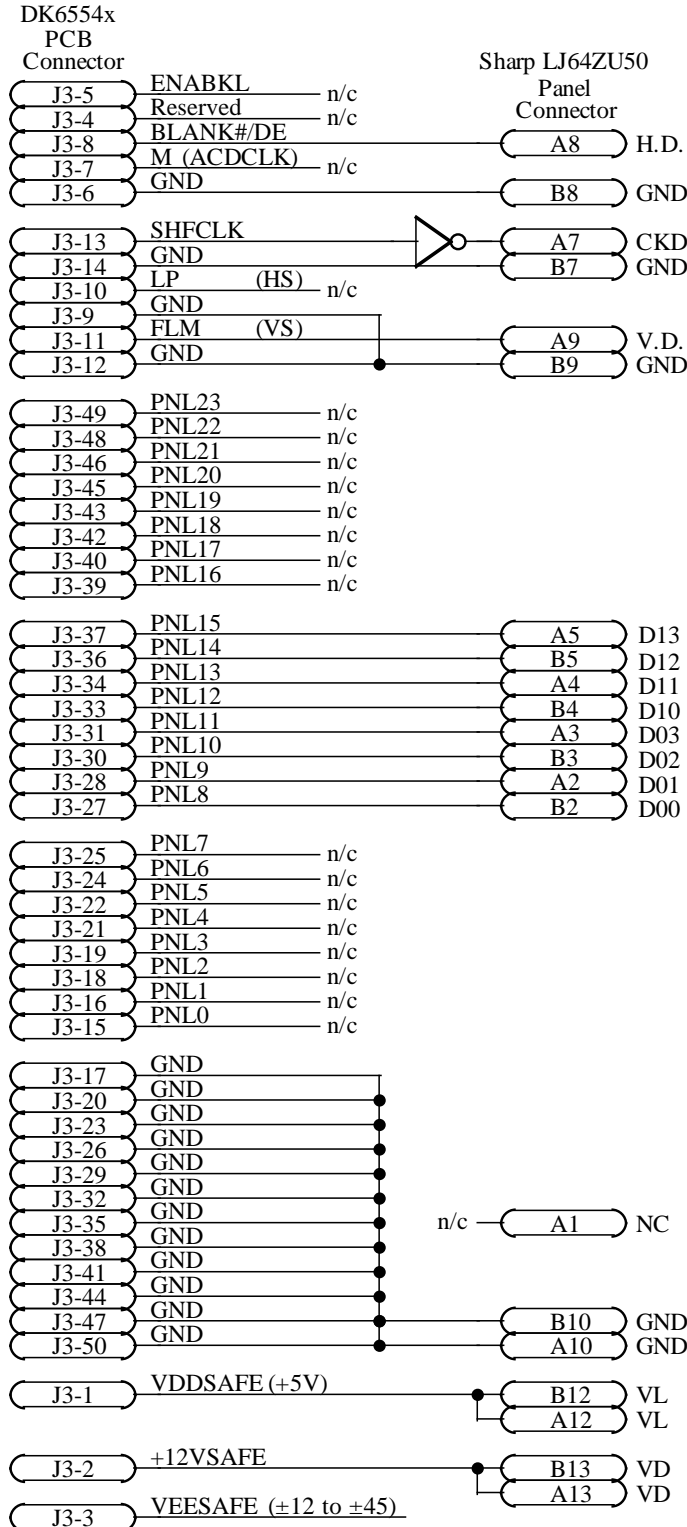 DK6554x
PCB
Connector
Sharp LJ64ZU50
Panel
Connector
J3-5 ENABKL n/c
J3-4 Reserved n/c
J3-8 BLANK#/DE A8 H.D.
J3-7 M (ACDCLK) n/c
J3-6 GND B8 GND
J3-13 SHFCLK A7 CKD
J3-14 GND B7 GND
J3-10 LP (HS) n/c
J3-9 GND
J3-11 FLM (VS) A9 V.D.
J3-12 GND B9 GND
J3-49 PNL23 n/c
J3-48 PNL22 n/c
J3-46 PNL21 n/c
J3-45 PNL20 n/c
J3-43 PNL19 n/c
J3-42 PNL18 n/c
J3-40 PNL17 n/c
J3-39 PNL16 n/c
J3-37 PNL15 A5 D13
J3-36 PNL14 B5 D12
J3-34 PNL13 A4 D11
J3-33 PNL12 B4 D10
J3-31 PNL11 A3 D03
J3-30 PNL10 B3 D02
J3-28 PNL9 A2 D01
J3-27 PNL8 B2 D00
J3-25 PNL7 n/c
J3-24 PNL6 n/c
J3-22 PNL5 n/c
J3-21 PNL4 n/c
J3-19 PNL3 n/c
J3-18 PNL2 n/c
J3-16 PNL1 n/c
J3-15 PNL0 n/c
J3-17 GND
J3-20 GND
J3-23 GND
J3-26 GND
J3-29 GND
J3-32 GND
J3-35 GND n/c A1 NC
J3-38 GND
J3-41 GND
J3-44 GND
J3-47 GND B10 GND
J3-50 GND A10 GND
J3-1 VDDSAFE (+5V) B12 VL
A12 VL
J3-2 +12VSAFE B13 VD
A13 VD
J3-3 VEESAFE (±12 to ±45)